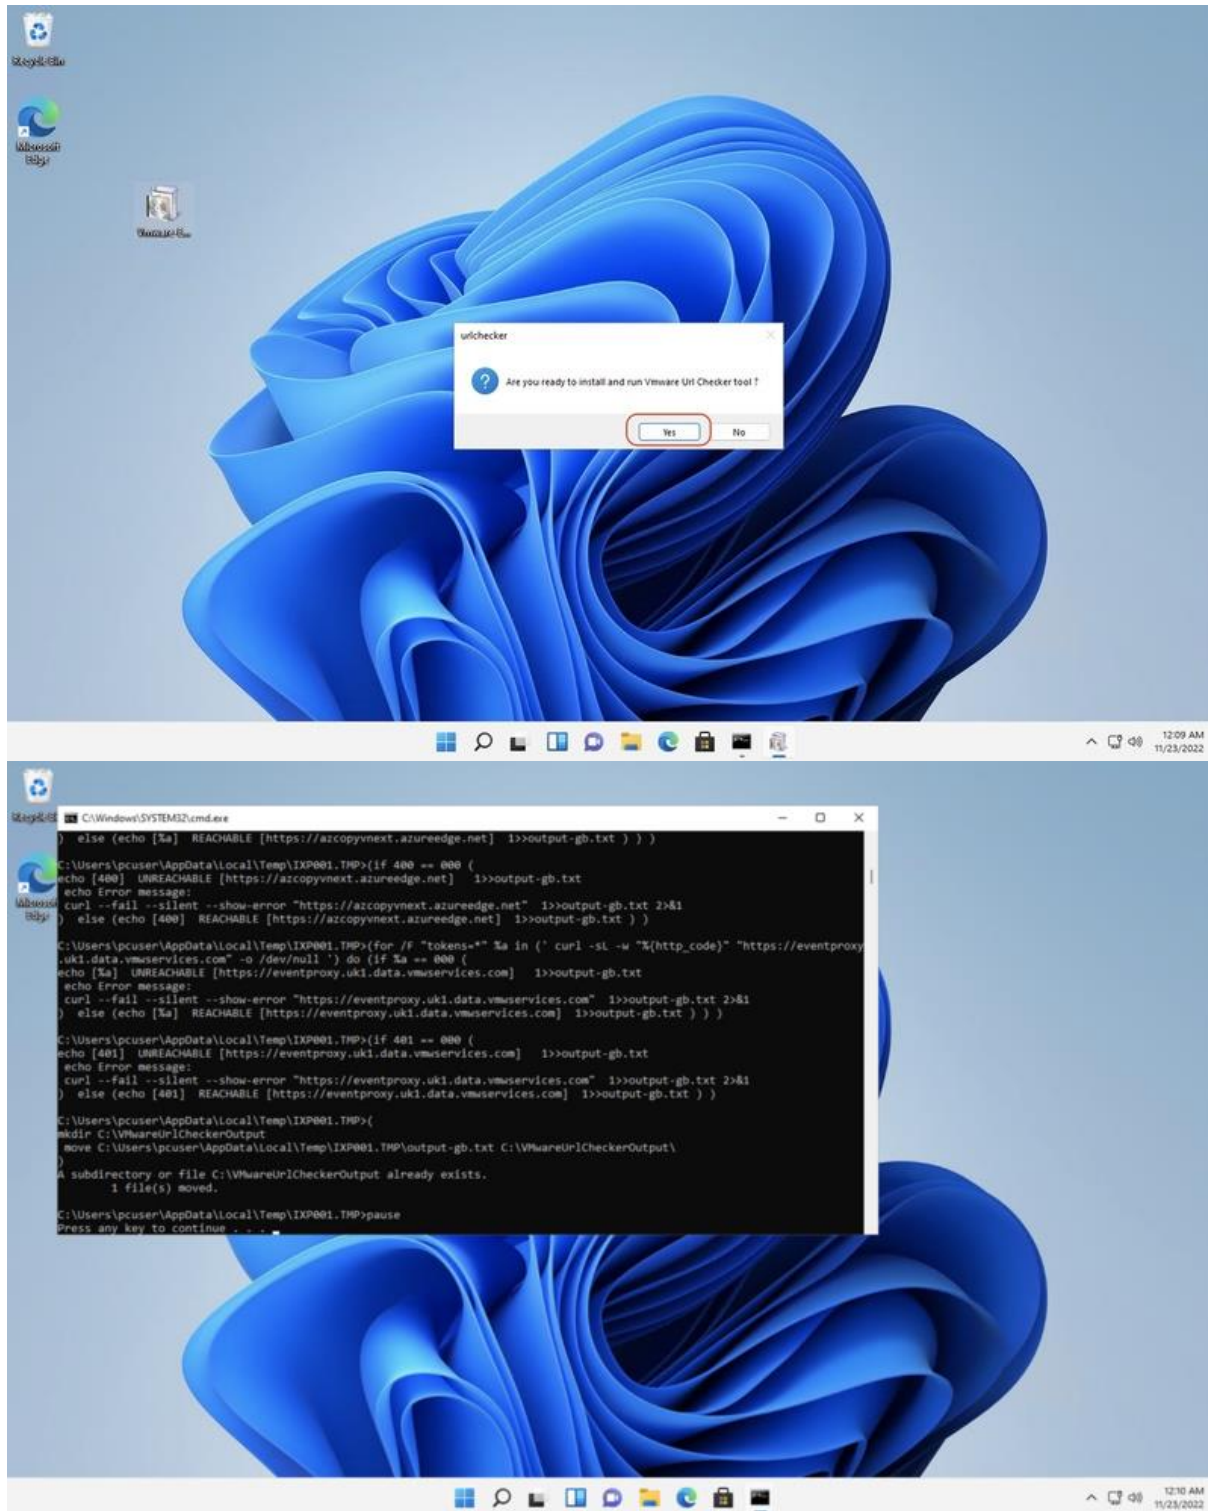 Recycle Bin
Microsoft
Edge
Vmware U...
urlchecker
Are you ready to install and run Vmware Url Checker tool ?
Yes
No
12:09 AM
11/23/2022
C:\Windows\SYSTEM32\cmd.exe
)   else (echo [%a]  REACHABLE [https://azcopyvnext.azureedge.net]  1>>output-gb.txt ) ) )
C:\Users\pcuser\AppData\Local\Temp\IXP001.TMP>(if 400 == 000 (
echo [400]  UNREACHABLE [https://azcopyvnext.azureedge.net]   1>>output-gb.txt
 echo Error message:
 curl --fail --silent --show-error "https://azcopyvnext.azureedge.net"  1>>output-gb.txt 2>&1
)   else (echo [400]  REACHABLE [https://azcopyvnext.azureedge.net]  1>>output-gb.txt ) )
C:\Users\pcuser\AppData\Local\Temp\IXP001.TMP>(for /F "tokens=*" %a in (' curl -sL -w "%{http_code}" "https://eventproxy
.uk1.data.vmwservices.com" -o /dev/null ') do (if %a == 000 (
echo [%a]  UNREACHABLE [https://eventproxy.uk1.data.vmwservices.com]   1>>output-gb.txt
 echo Error message:
 curl --fail --silent --show-error "https://eventproxy.uk1.data.vmwservices.com"  1>>output-gb.txt 2>&1
)   else (echo [%a]  REACHABLE [https://eventproxy.uk1.data.vmwservices.com]  1>>output-gb.txt ) ) )
C:\Users\pcuser\AppData\Local\Temp\IXP001.TMP>(if 401 == 000 (
echo [401]  UNREACHABLE [https://eventproxy.uk1.data.vmwservices.com]   1>>output-gb.txt
 echo Error message:
 curl --fail --silent --show-error "https://eventproxy.uk1.data.vmwservices.com"  1>>output-gb.txt 2>&1
)   else (echo [401]  REACHABLE [https://eventproxy.uk1.data.vmwservices.com]  1>>output-gb.txt ) )
C:\Users\pcuser\AppData\Local\Temp\IXP001.TMP>(
mkdir C:\VMwareUrlCheckerOutput
 move C:\Users\pcuser\AppData\Local\Temp\IXP001.TMP\output-gb.txt C:\VMwareUrlCheckerOutput\
)
A subdirectory or file C:\VMwareUrlCheckerOutput already exists.
        1 file(s) moved.
C:\Users\pcuser\AppData\Local\Temp\IXP001.TMP>pause
Press any key to continue . . .
Edge
12:10 AM
11/23/2022